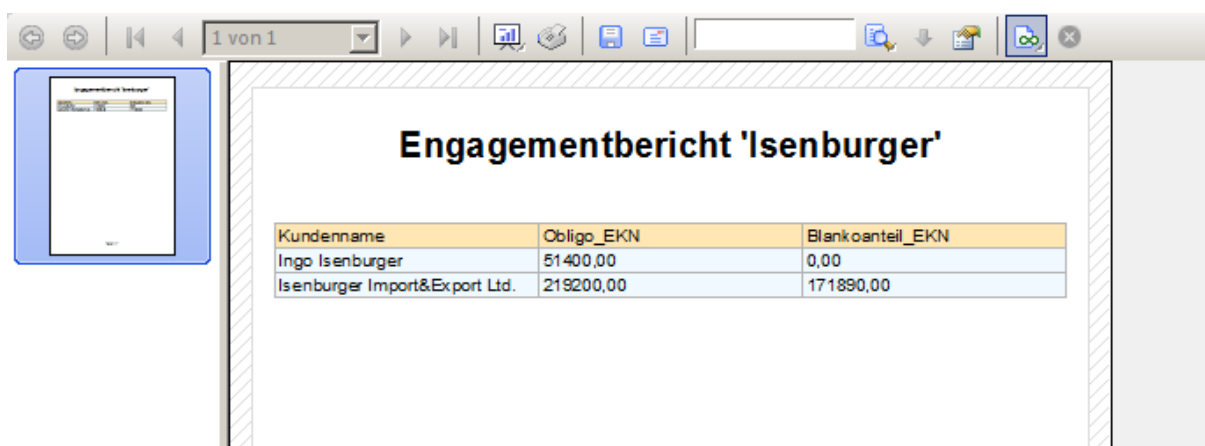 1 von 1
Engagementbericht 'Isenburger'
Kundenname Obligo_EKN Blankoanteil_EKN
Ingo Isenburger 51400,00 0,00
Isenburger Import&Export Ltd. 219200,00 171890,00